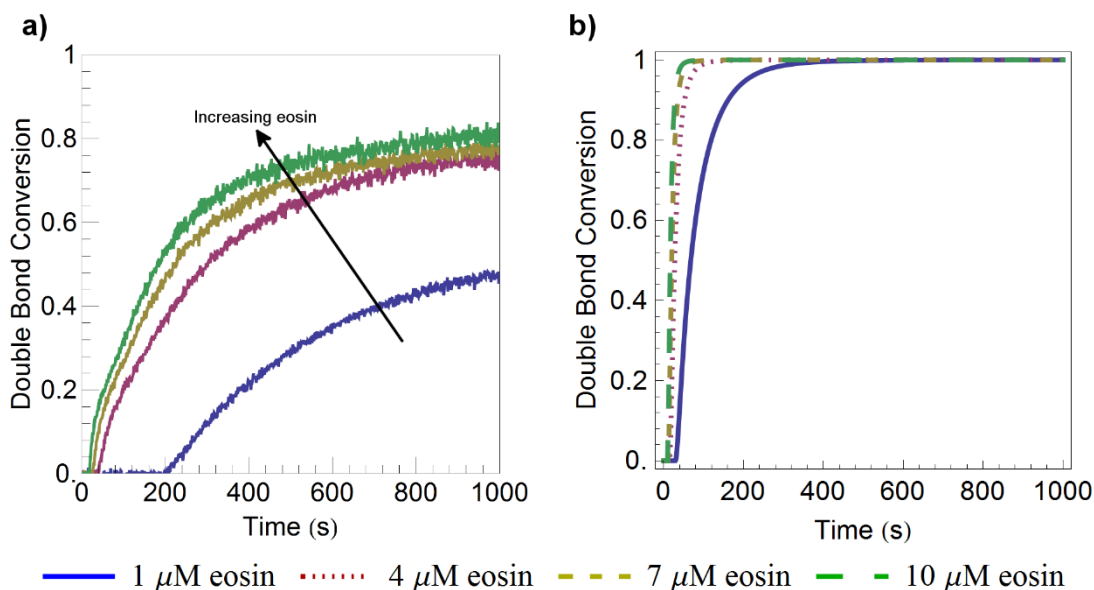 a)
1
0.8
0.6
0.4
0.2
0.
0 200 400 600 800 1000
Double Bond Conversion
Time (s)
Increasing eosin
b)
1
0.8
0.6
0.4
0.2
0.
0 200 400 600 800 1000
Double Bond Conversion
Time (s)
1 μM eosin 4 μM eosin 7 μM eosin 10 μM eosin